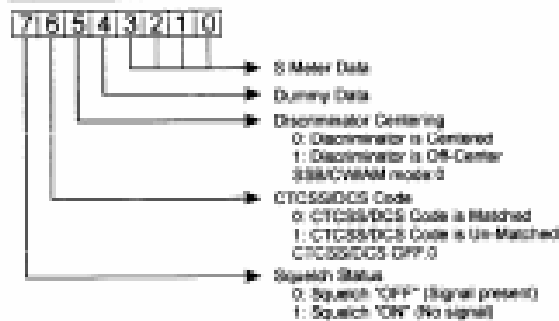 7 6 5 4 3 2 1 0
S Meter Data
Dummy Data
Discriminator Centering
0: Discriminator is Centered
1: Discriminator is Off-Center
SSB/CW/AM mode:0
CTCSS/DCS Code
0: CTCSS/DCS Code is Matched
1: CTCSS/DCS Code is Un-Matched
CTCSS/DCS OFF:0
Squelch Status
0: Squelch "OFF" (Signal present)
1: Squelch "ON" (No signal)